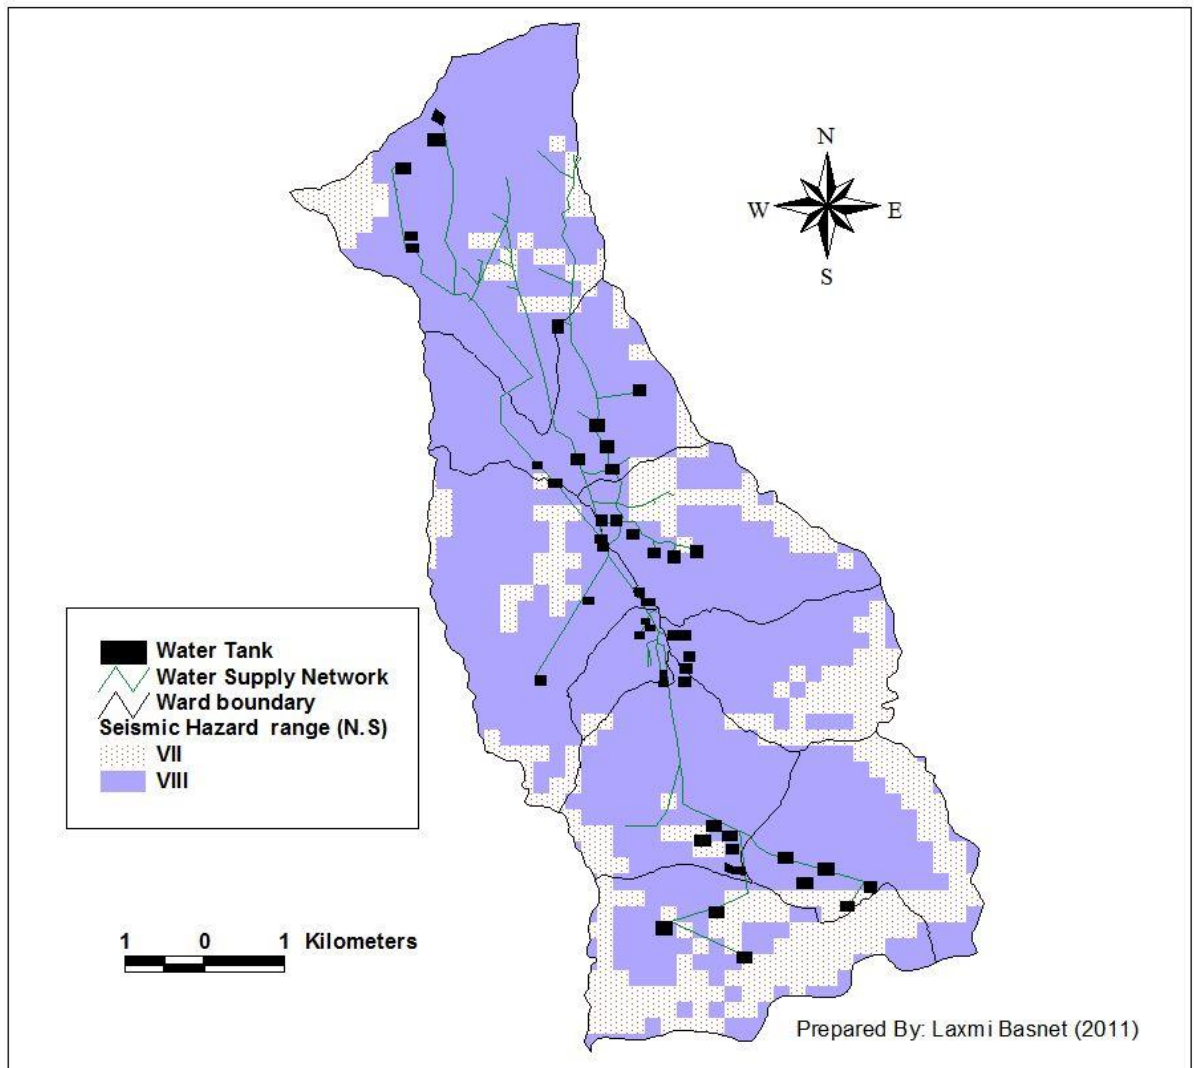 N
W E
S
Water Tank
Water Supply Network
Ward boundary
Seismic Hazard range (N.S)
VII
VIII
1 0 1 Kilometers
Prepared By: Laxmi Basnet (2011)